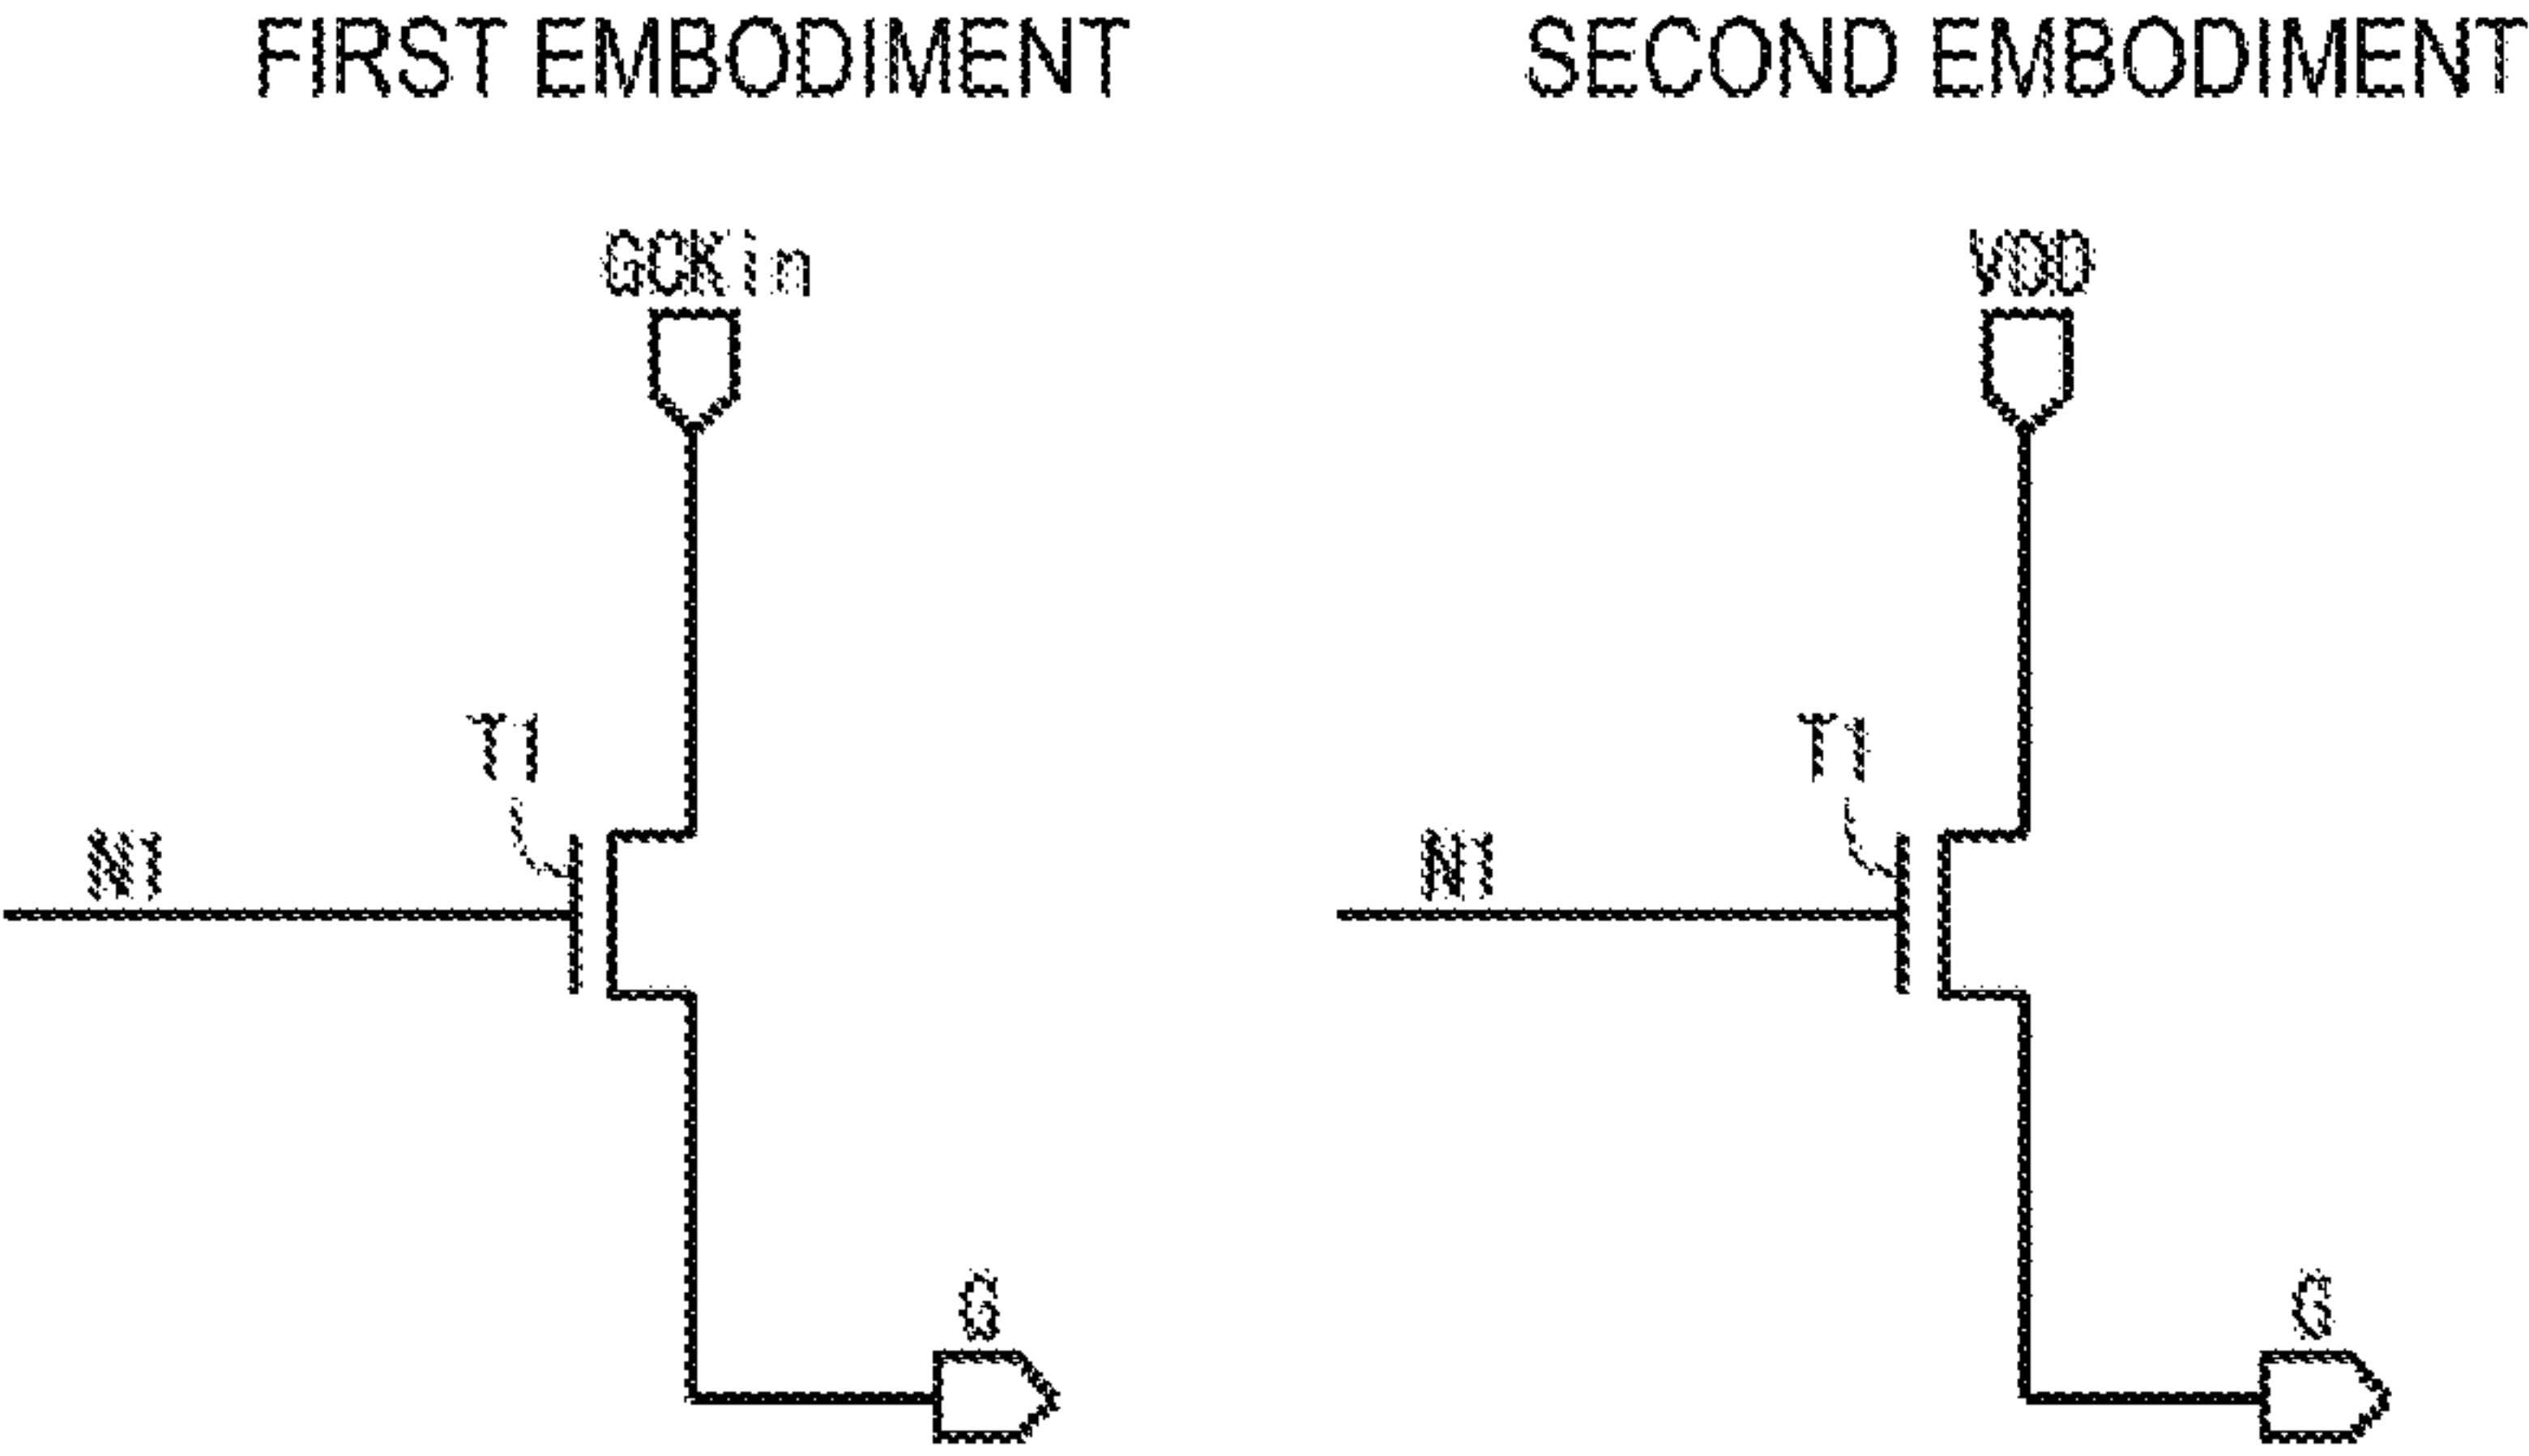 FIRST EMBODIMENT
SECOND EMBODIMENT
GCKin
VDD
T1
T1
N1
N1
G
G